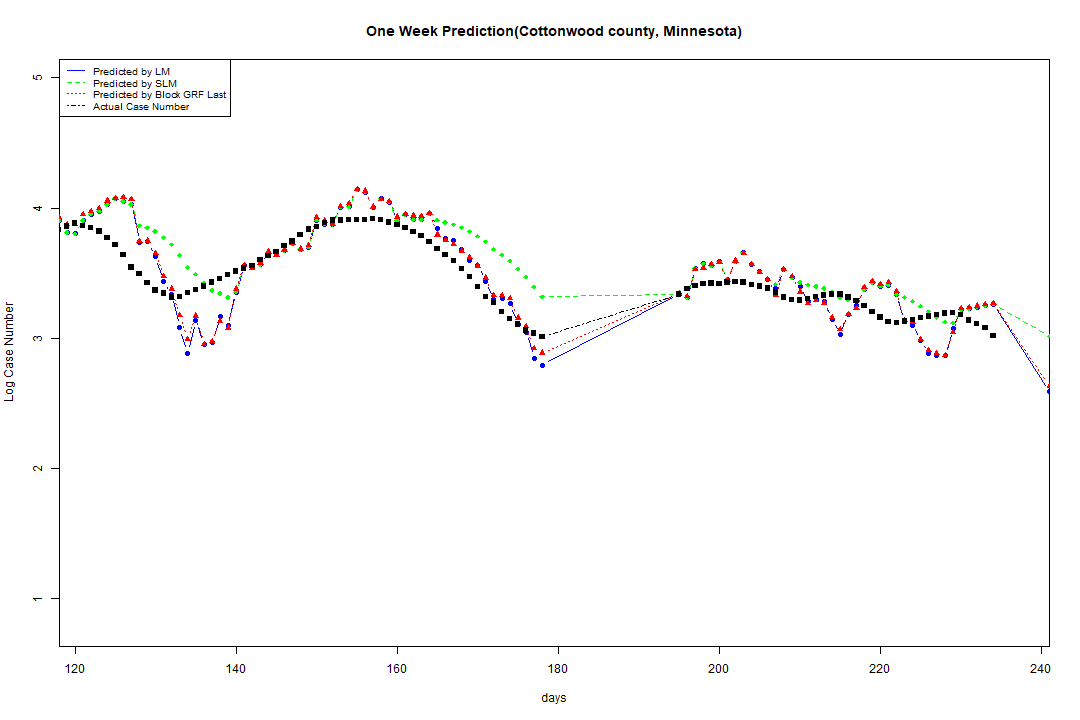 One Week Prediction(Cottonwood county, Minnesota)
Predicted by LM
Predicted by SLM
Predicted by Block GRF Last
Actual Case Number
5
4
3
2
1
Log Case Number
120 140 160 180 200 220 240
days